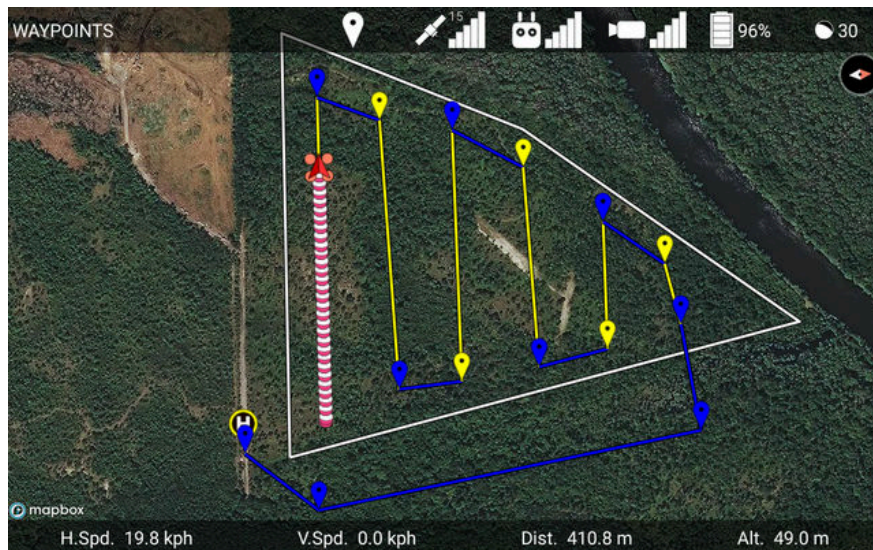 WAYPOINTS
15
96%
30
H
mapbox
H.Spd. 19.8 kph
V.Spd. 0.0 kph
Dist. 410.8 m
Alt. 49.0 m